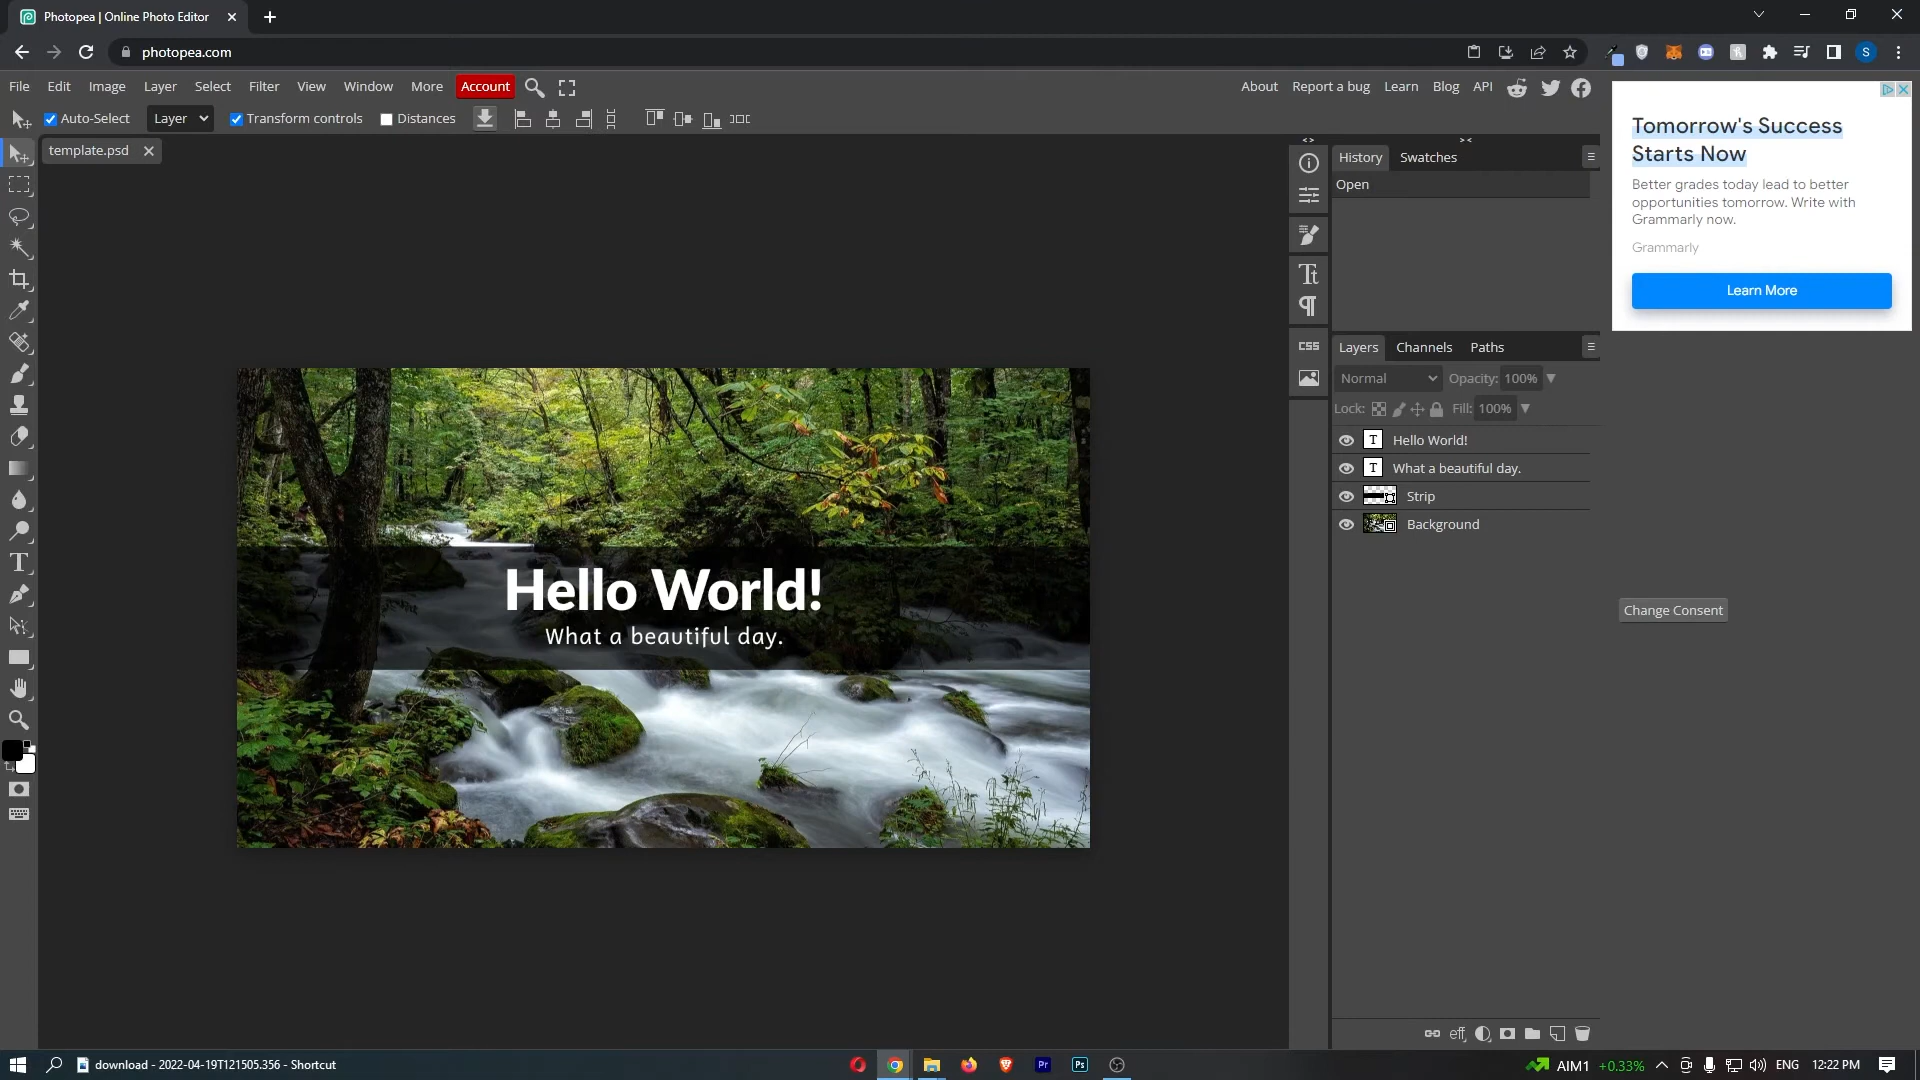 Photopea | Online Photo Editor
photopea.com
File Edit Image Layer Select Filter View Window More Account
About Report a bug Learn Blog API
Auto-Select Layer Transform controls Distances
template.psd
History Swatches
Open
Tomorrow's Success
Starts Now
Better grades today lead to better
opportunities tomorrow. Write with
Grammarly now.
Grammarly
Learn More
CSS
Layers Channels Paths
Normal Opacity: 100%
Lock: Fill: 100%
T Hello World!
T What a beautiful day.
Strip
Background
Hello World!
What a beautiful day.
Change Consent
eff
download - 2022-04-19T121505.356 - Shortcut
Pr
Ps
AIM1 +0.33%
ENG
12:22 PM